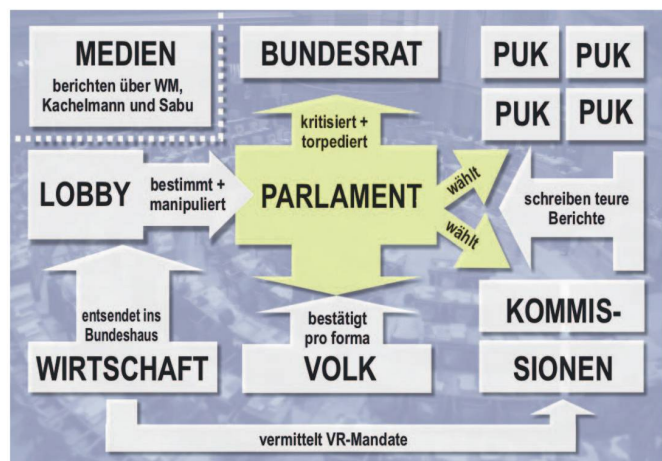 MEDIEN
berichten über WM,
Kachelmann und Sabu
BUNDESRAT
PUK
PUK
PUK
PUK
kritisiert +
torpediert
LOBBY
bestimmt +
manipuliert
PARLAMENT
wählt
wählt
schreiben teure
Berichte
entsendet ins
Bundeshaus
bestätigt
pro forma
KOMMIS-
SIONEN
WIRTSCHAFT
VOLK
vermittelt VR-Mandate